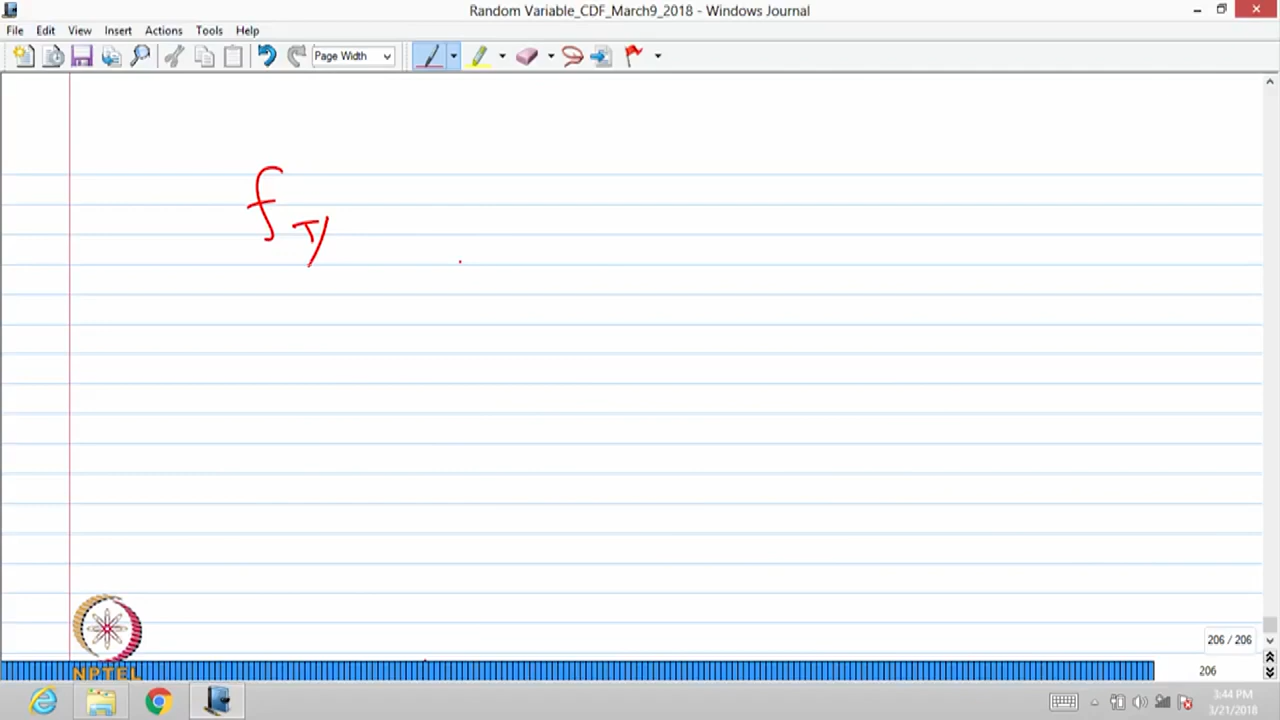 Random Variable_CDF_March9_2018 - Windows Journal
File Edit View Insert Actions Tools Help
Page Width
f
206 / 206
206
NPTEL
3:44 PM
3/21/2018